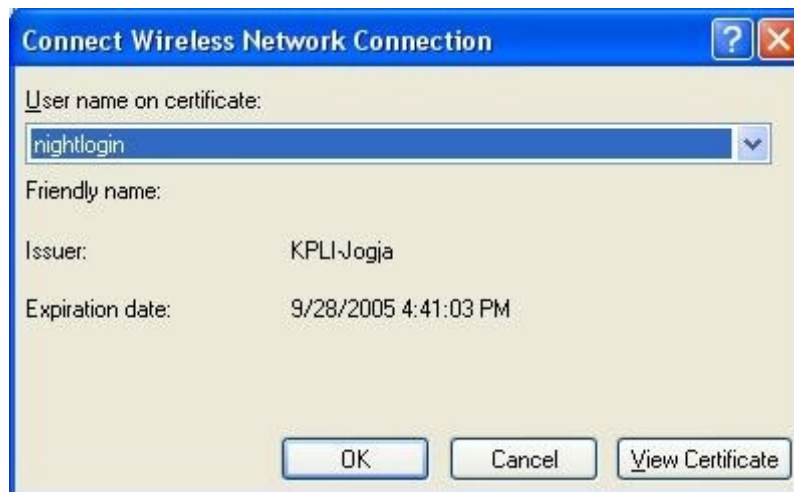 Connect Wireless Network Connection
User name on certificate:
nightlogin
Friendly name:
Issuer: KPLI-Jogja
Expiration date: 9/28/2005 4:41:03 PM
OK Cancel View Certificate